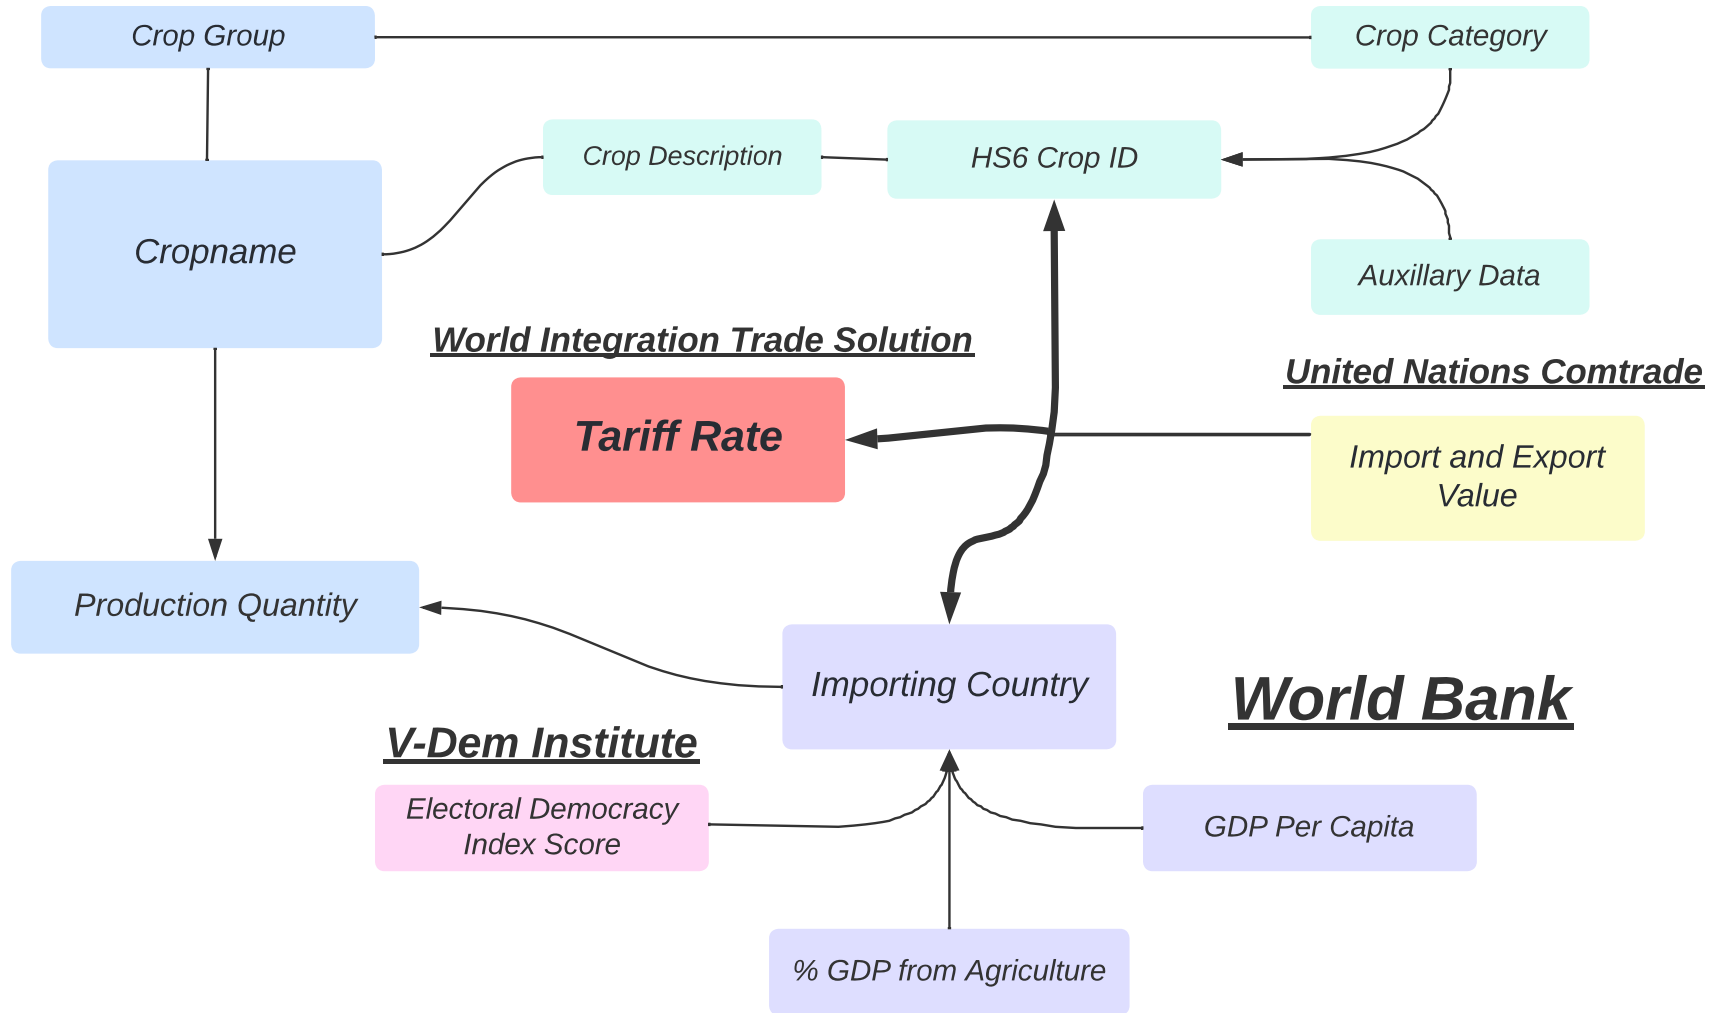 Crop Group
Crop Category
Crop Description
HS6 Crop ID
Cropname
Auxillary Data
World Integration Trade Solution
United Nations Comtrade
Tariff Rate
Import and Export
Value
Production Quantity
Importing Country
World Bank
V-Dem Institute
Electoral Democracy
Index Score
GDP Per Capita
% GDP from Agriculture